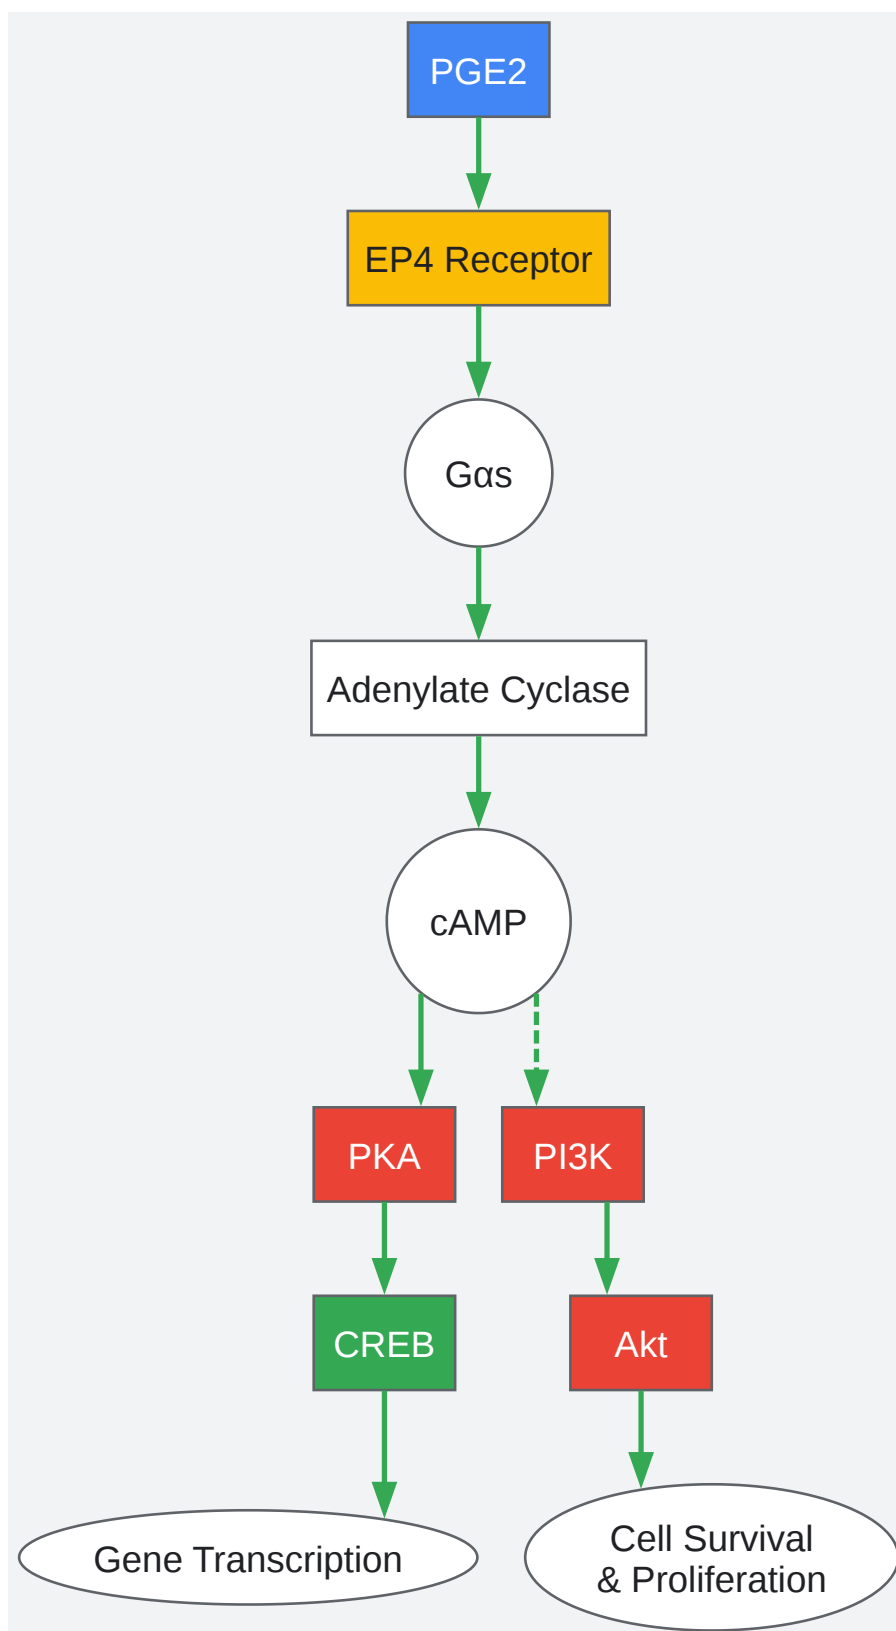 PGE2
EP4 Receptor
Gαs
Adenylate Cyclase
cAMP
PKA
PI3K
CREB
Akt
Gene Transcription
Cell Survival
& Proliferation